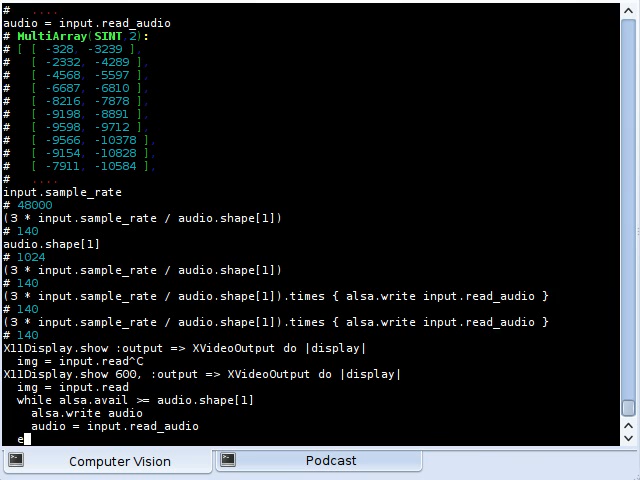 #   ....
audio = input.read_audio
# MultiArray(SINT,2):
# [ [ -328, -3239 ],
#   [ -2332, -4289 ],
#   [ -4568, -5597 ],
#   [ -6687, -6810 ],
#   [ -8216, -7878 ],
#   [ -9198, -8891 ],
#   [ -9598, -9712 ],
#   [ -9566, -10378 ],
#   [ -9154, -10828 ],
#   [ -7911, -10584 ],
#   ....
input.sample_rate
# 48000
(3 * input.sample_rate / audio.shape[1])
# 140
audio.shape[1]
# 1024
(3 * input.sample_rate / audio.shape[1])
# 140
(3 * input.sample_rate / audio.shape[1]).times { alsa.write input.read_audio }
# 140
(3 * input.sample_rate / audio.shape[1]).times { alsa.write input.read_audio }
# 140
X11Display.show :output => XVideoOutput do |display|
  img = input.read^C
X11Display.show 600, :output => XVideoOutput do |display|
  img = input.read
  while alsa.avail >= audio.shape[1]
    alsa.write audio
    audio = input.read_audio
  e
Computer Vision
Podcast